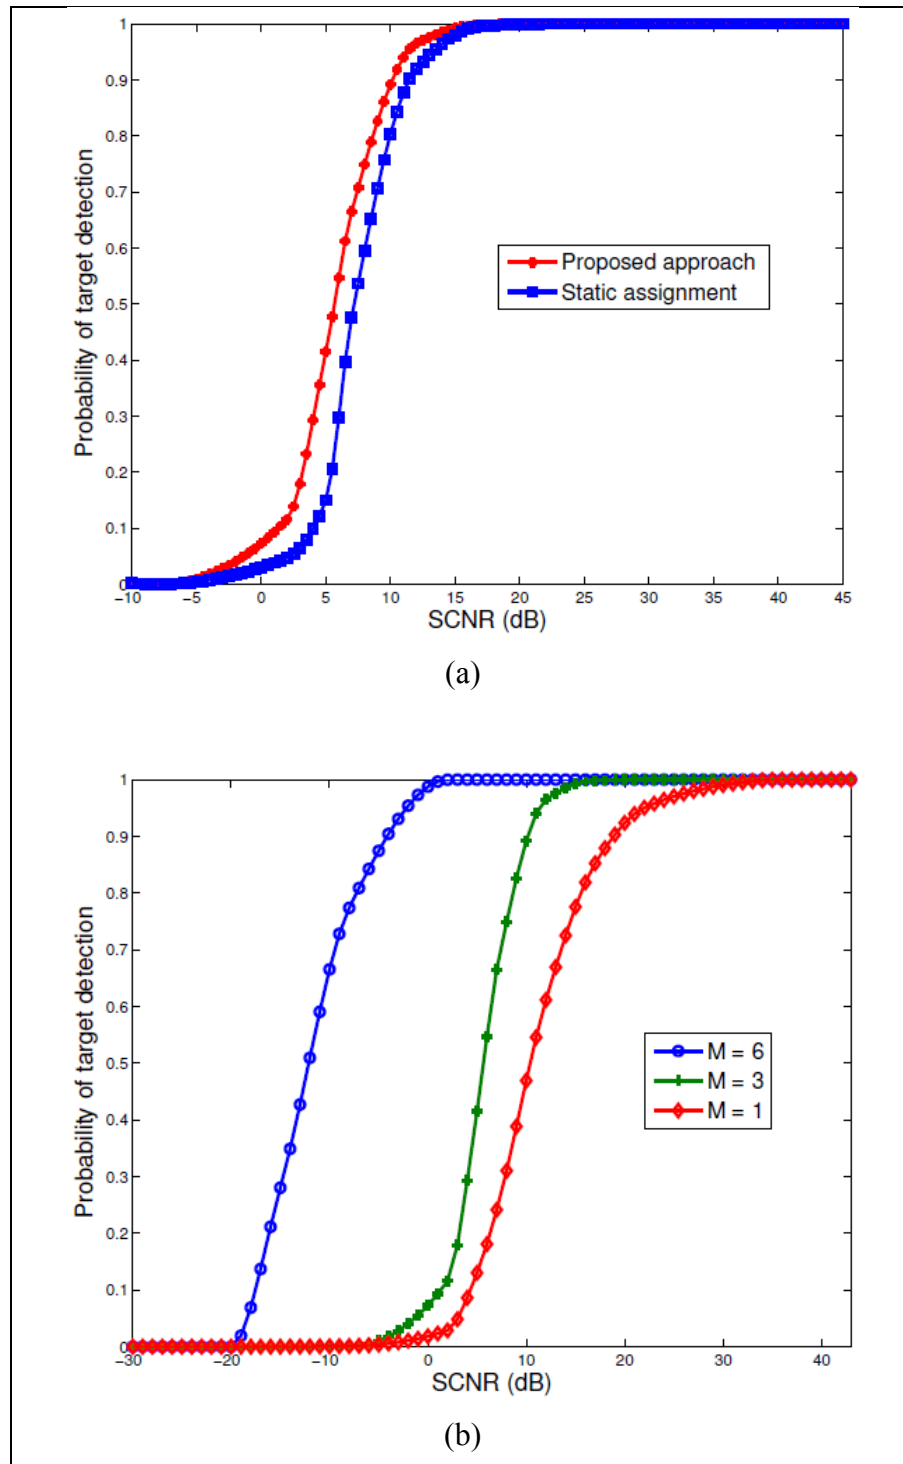 1
0.9
0.8
0.7
0.6
0.5
0.4
0.3
0.2
0.1
0
Probability of target detection
Proposed approach
Static assignment
−10 −5 0 5 10 15 20 25 30 35 40 45
SCNR (dB)
(a)
1
0.9
0.8
0.7
0.6
0.5
0.4
0.3
0.2
0.1
0
Probability of target detection
M = 6
M = 3
M = 1
−30 −20 −10 0 10 20 30 40
SCNR (dB)
(b)